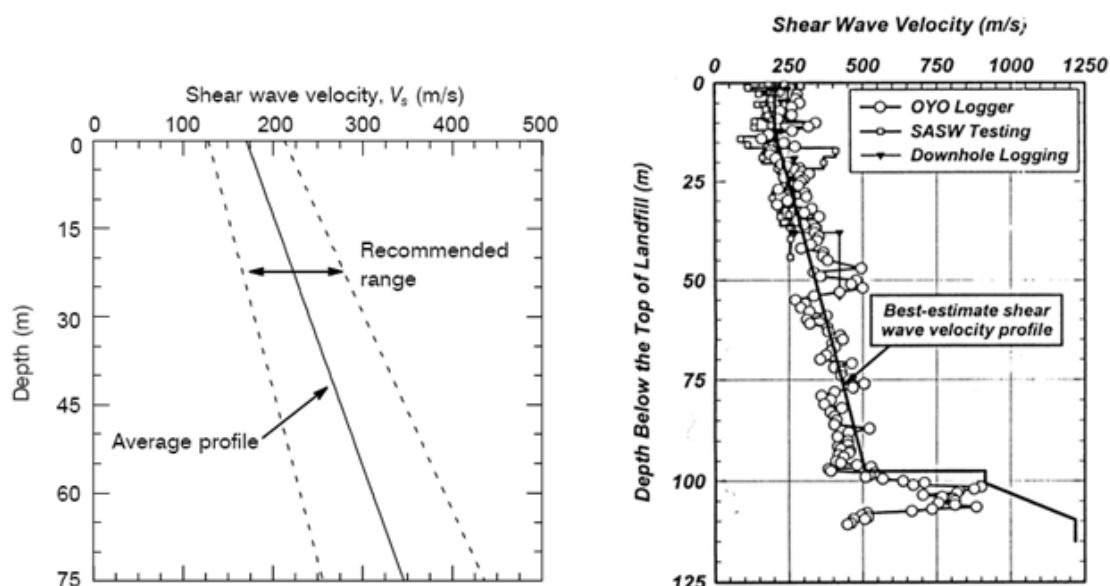 Shear wave velocity, Vs (m/s)
0 100 200 300 400 500
0
15
30
45
60
75
Depth (m)
Recommended
range
Average profile
Shear Wave Velocity (m/s)
0 250 500 750 1000 1250
0
25
50
75
100
125
Depth Below the Top of Landfill (m)
OYO Logger
SASW Testing
Downhole Logging
Best-estimate shear
wave velocity profile